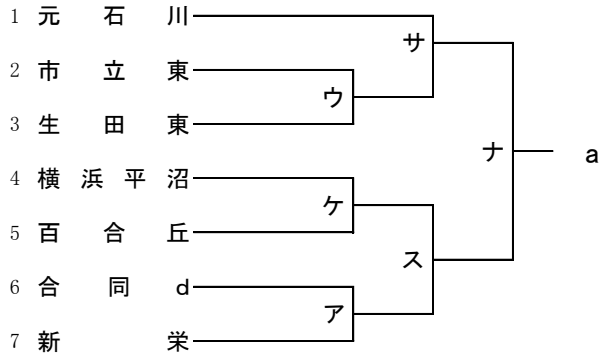 1 元石川
サ
2 市立東
ウ
3 生田東
ナ a
4 横浜平沼
ケ
5 百合丘
ス
6 合同d
ア
7 新栄